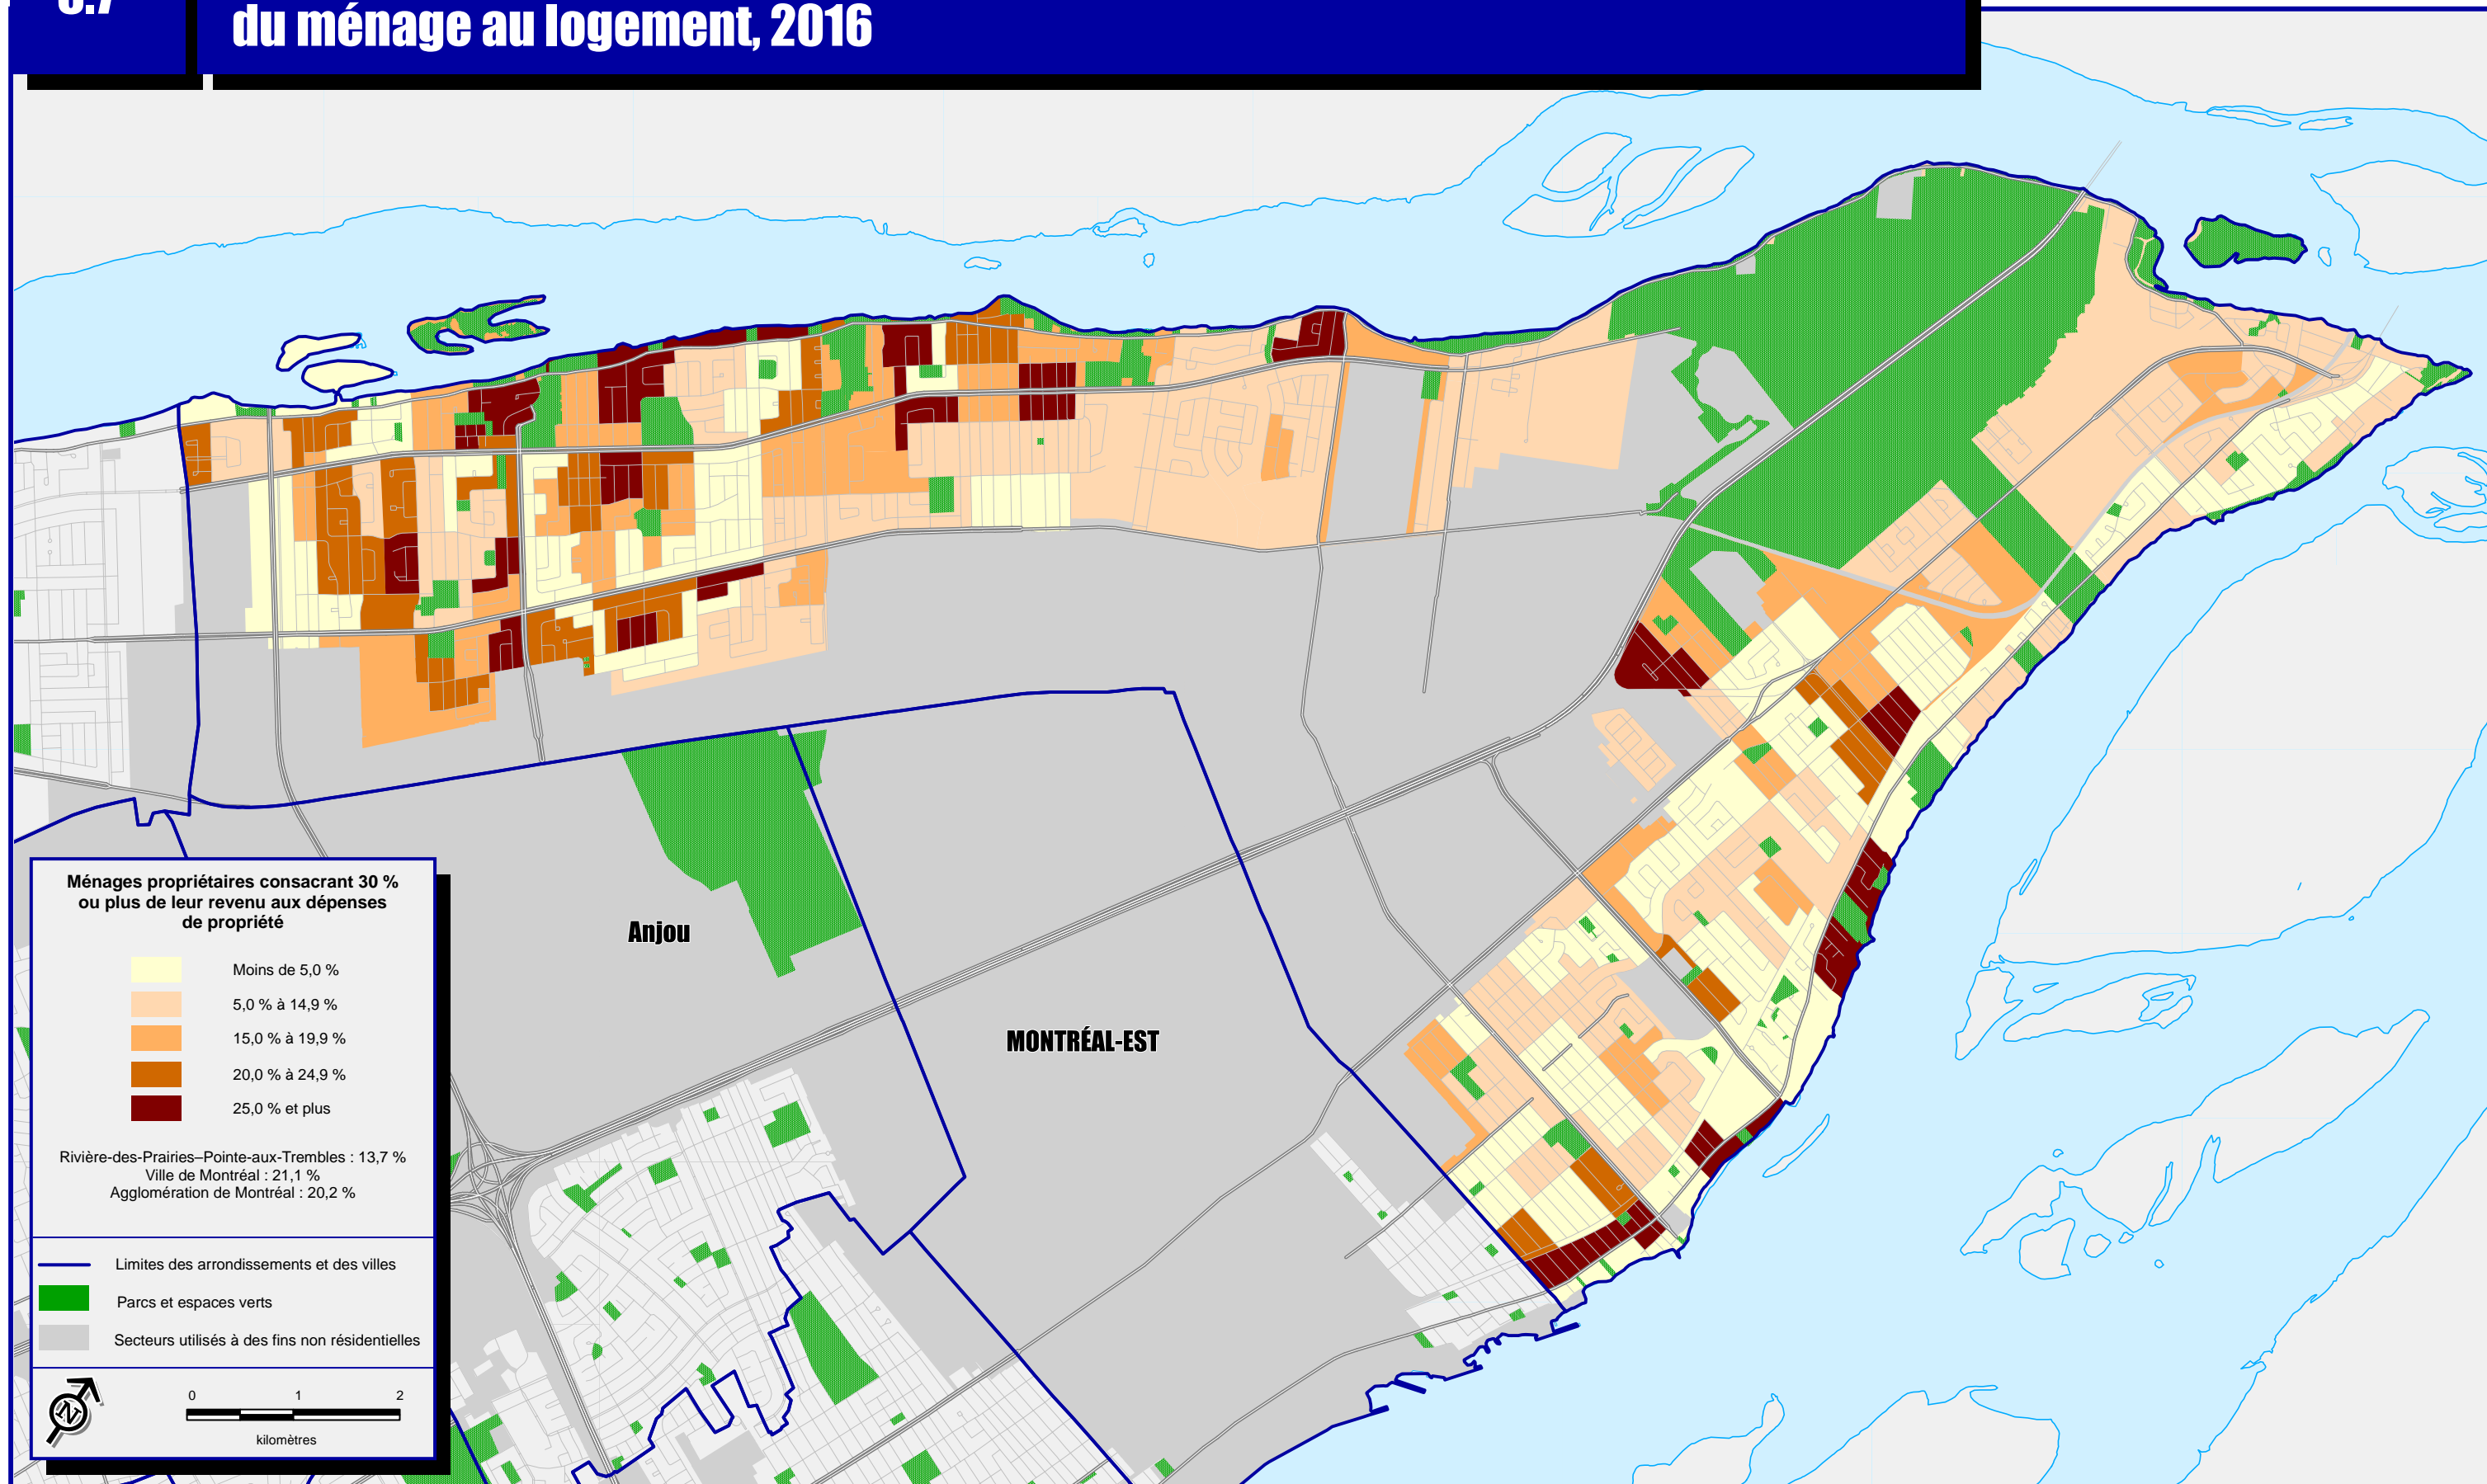 du ménage au logement, 2016
Anjou
MONTRÉAL-EST
Ménages propriétaires consacrant 30 %
ou plus de leur revenu aux dépenses
de propriété
Moins de 5,0 %
5,0 % à 14,9 %
15,0 % à 19,9 %
20,0 % à 24,9 %
25,0 % et plus
Rivière-des-Prairies–Pointe-aux-Trembles : 13,7 %
Ville de Montréal : 21,1 %
Agglomération de Montréal : 20,2 %
Limites des arrondissements et des villes
Parcs et espaces verts
Secteurs utilisés à des fins non résidentielles
N
0 1 2
kilomètres